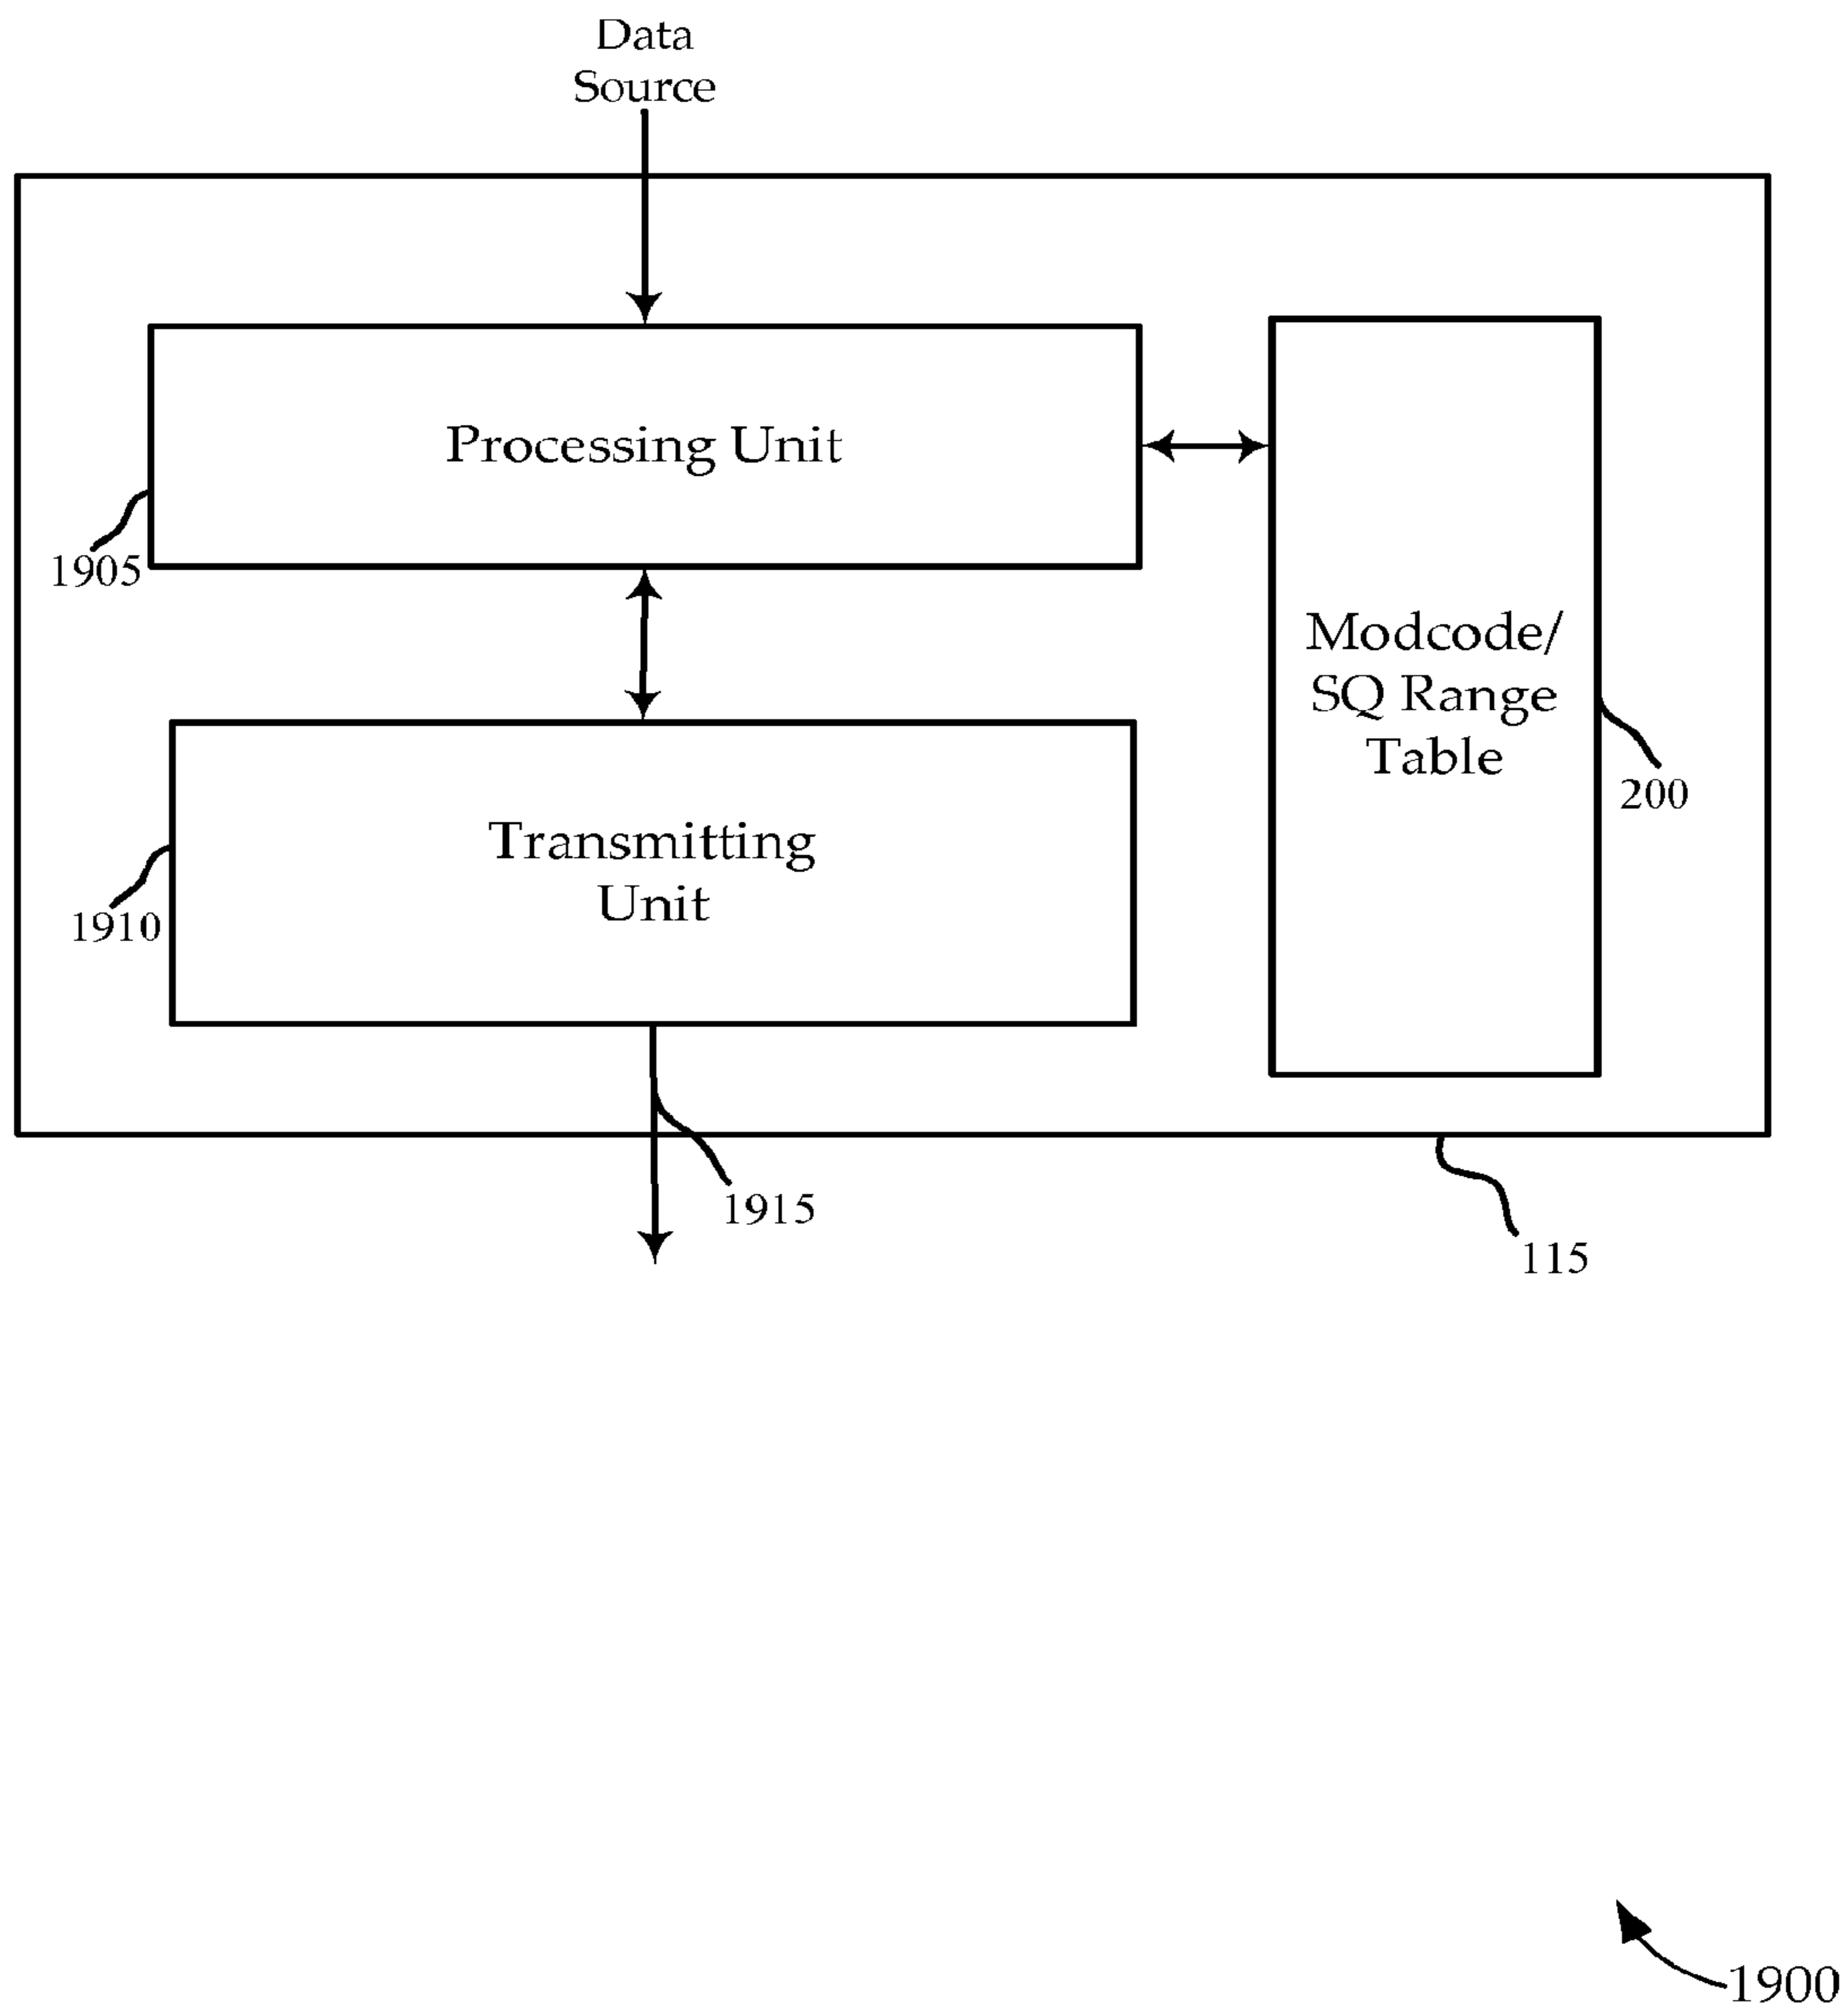 Data
Source
Processing Unit
1905
Modcode/
SQ Range
Table
200
Transmitting
Unit
1910
1915
115
1900